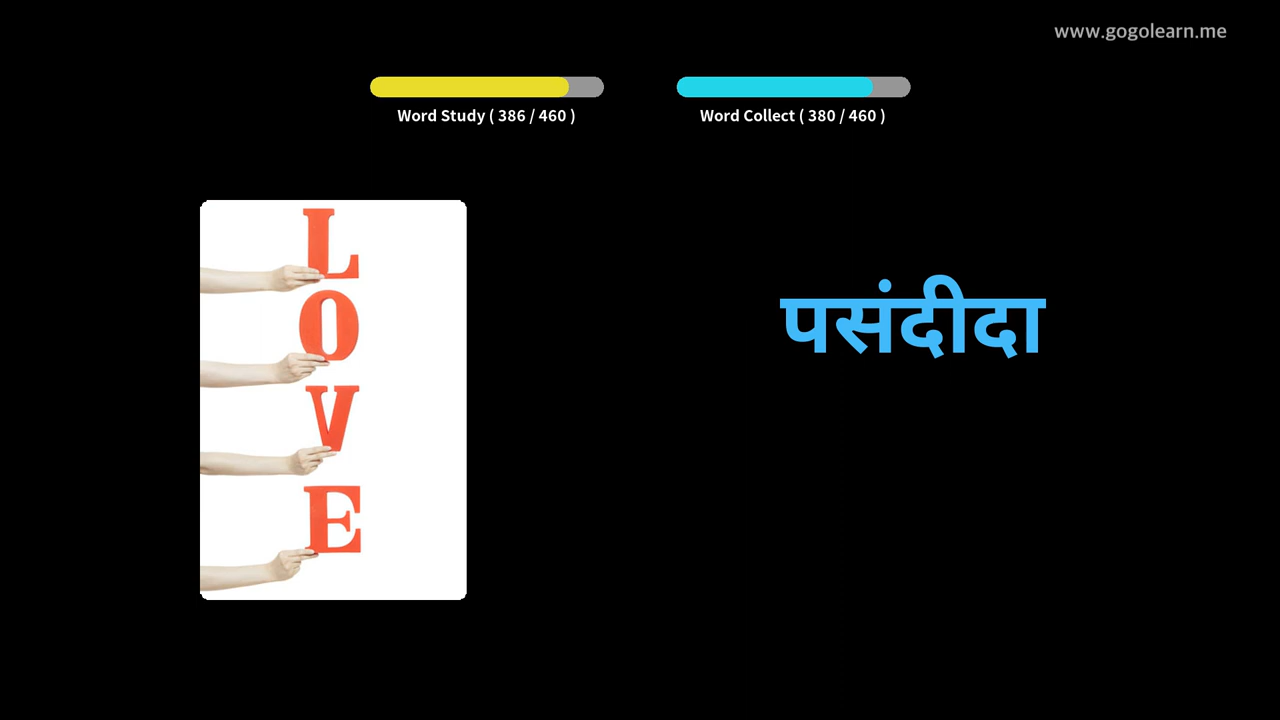 www.gogolearn.me
Word Study ( 386 / 460 )
Word Collect ( 380 / 460 )
L
O
V
E
पसंदीदा